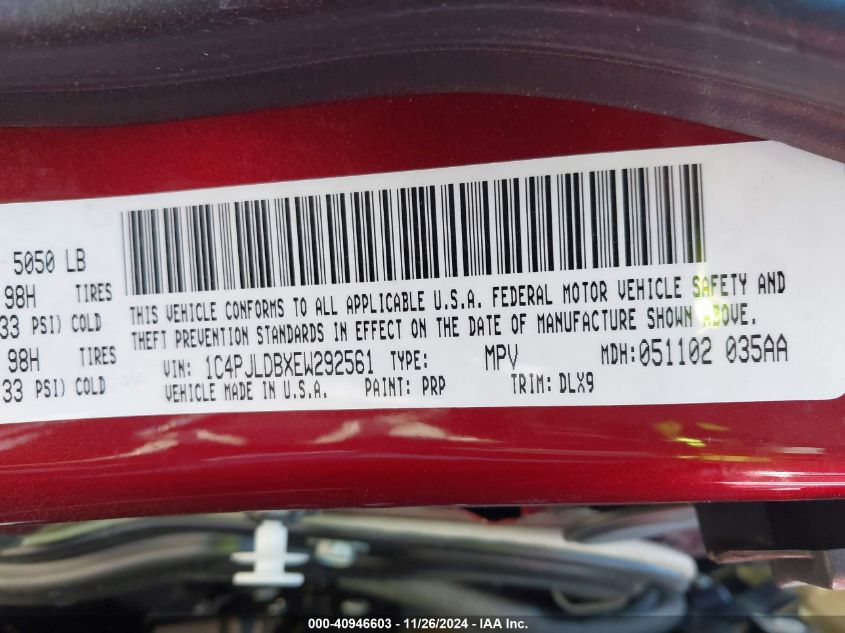 5050 LB
98H TIRES
33 PSI) COLD
98H TIRES
33 PSI) COLD
THIS VEHICLE CONFORMS TO ALL APPLICABLE U.S.A. FEDERAL MOTOR VEHICLE SAFETY AND
THEFT PREVENTION STANDARDS IN EFFECT ON THE DATE OF MANUFACTURE SHOWN ABOVE.
VIN: 1C4PJLDBXEW292561 TYPE: MPV MDH:051102 035AA
VEHICLE MADE IN U.S.A. PAINT: PRP TRIM: DLX9
000-40946603 - 11/26/2024 - IAA Inc.